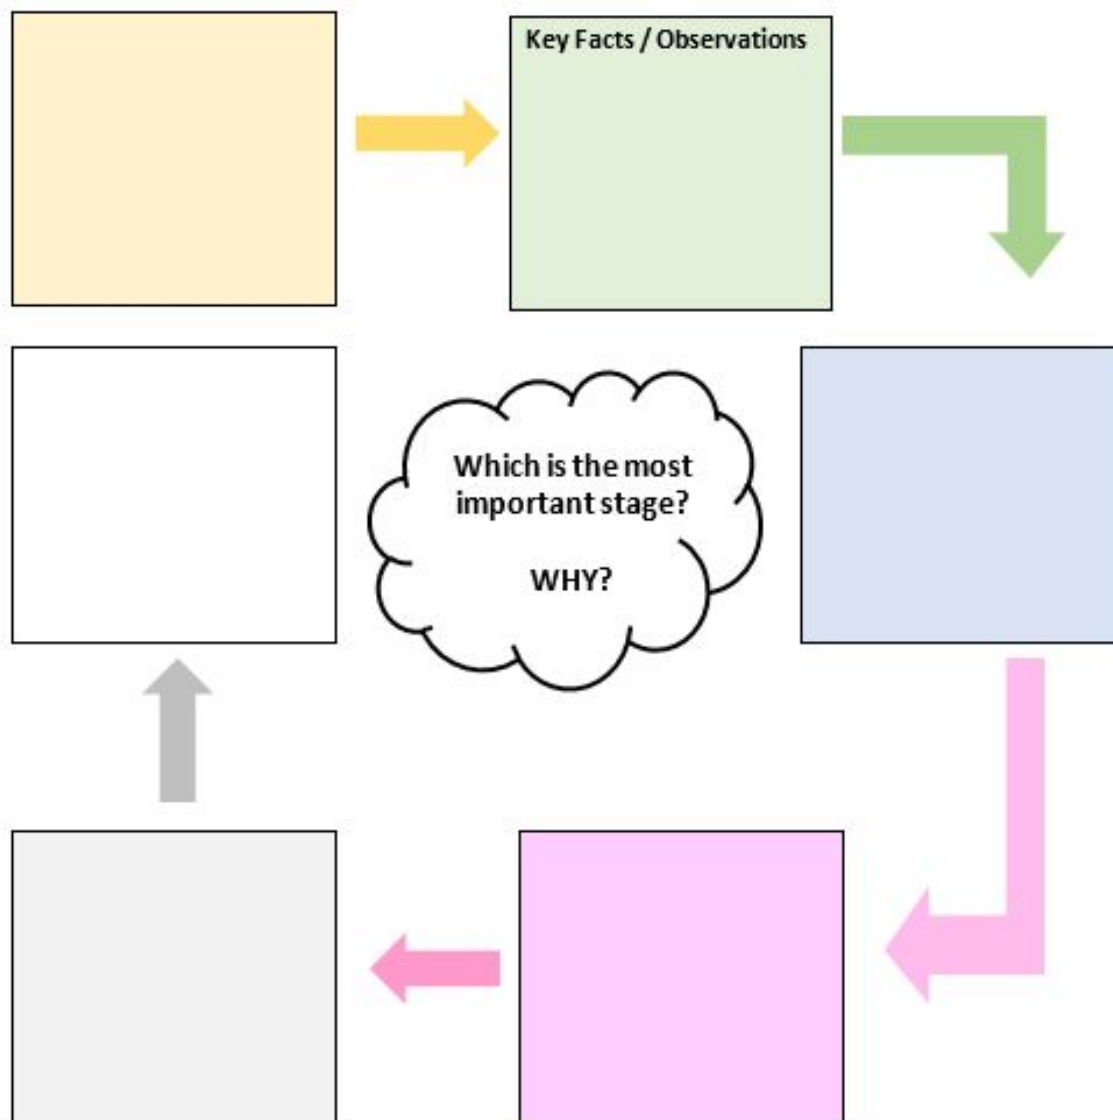 Key Facts / Observations
Which is the most
important stage?
WHY?